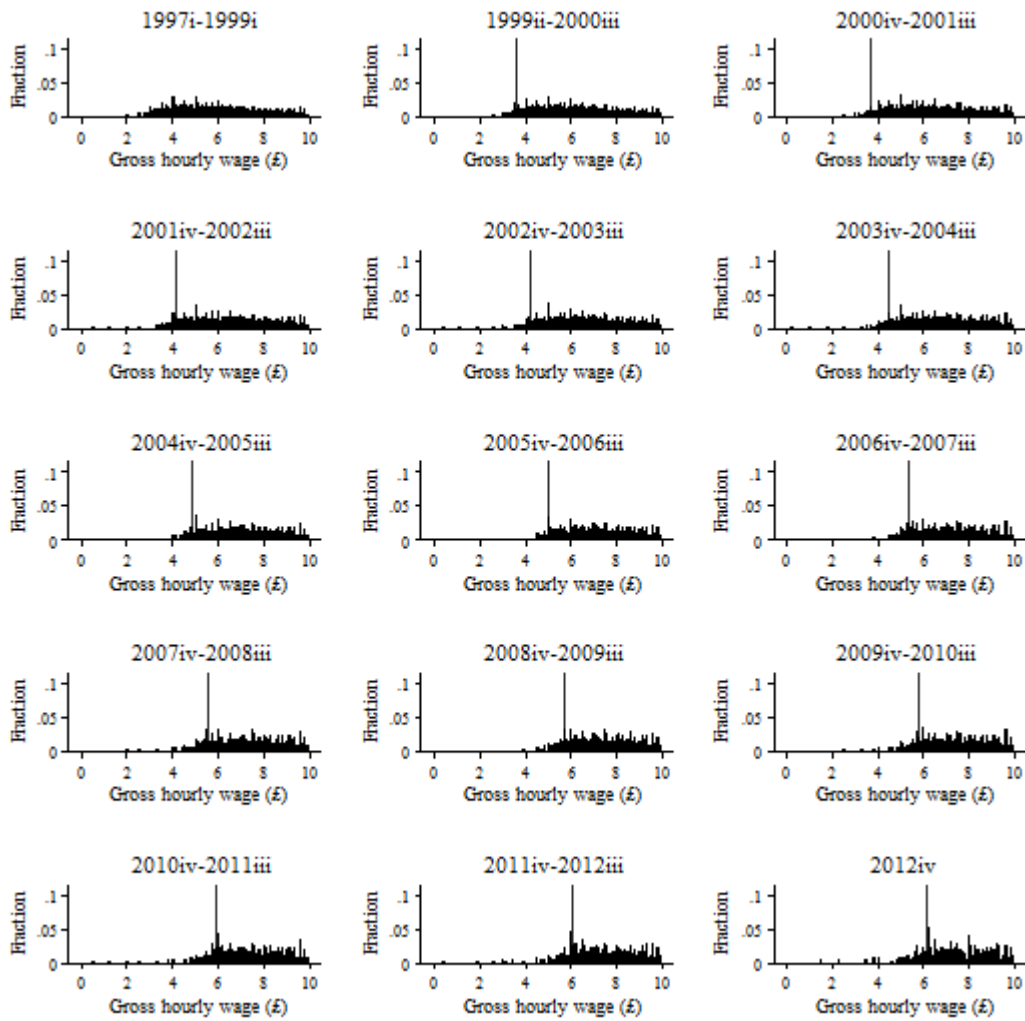 1997i-1999i 1999ii-2000iii 2000iv-2001iii
Fraction .1 .05 0 Fraction .1 .05 0 Fraction .1 .05 0
0 2 4 6 8 10 0 2 4 6 8 10 0 2 4 6 8 10
Gross hourly wage (£) Gross hourly wage (£) Gross hourly wage (£)
2001iv-2002iii 2002iv-2003iii 2003iv-2004iii
Fraction .1 .05 0 Fraction .1 .05 0 Fraction .1 .05 0
0 2 4 6 8 10 0 2 4 6 8 10 0 2 4 6 8 10
Gross hourly wage (£) Gross hourly wage (£) Gross hourly wage (£)
2004iv-2005iii 2005iv-2006iii 2006iv-2007iii
Fraction .1 .05 0 Fraction .1 .05 0 Fraction .1 .05 0
0 2 4 6 8 10 0 2 4 6 8 10 0 2 4 6 8 10
Gross hourly wage (£) Gross hourly wage (£) Gross hourly wage (£)
2007iv-2008iii 2008iv-2009iii 2009iv-2010iii
Fraction .1 .05 0 Fraction .1 .05 0 Fraction .1 .05 0
0 2 4 6 8 10 0 2 4 6 8 10 0 2 4 6 8 10
Gross hourly wage (£) Gross hourly wage (£) Gross hourly wage (£)
2010iv-2011iii 2011iv-2012iii 2012iv
Fraction .1 .05 0 Fraction .1 .05 0 Fraction .1 .05 0
0 2 4 6 8 10 0 2 4 6 8 10 0 2 4 6 8 10
Gross hourly wage (£) Gross hourly wage (£) Gross hourly wage (£)